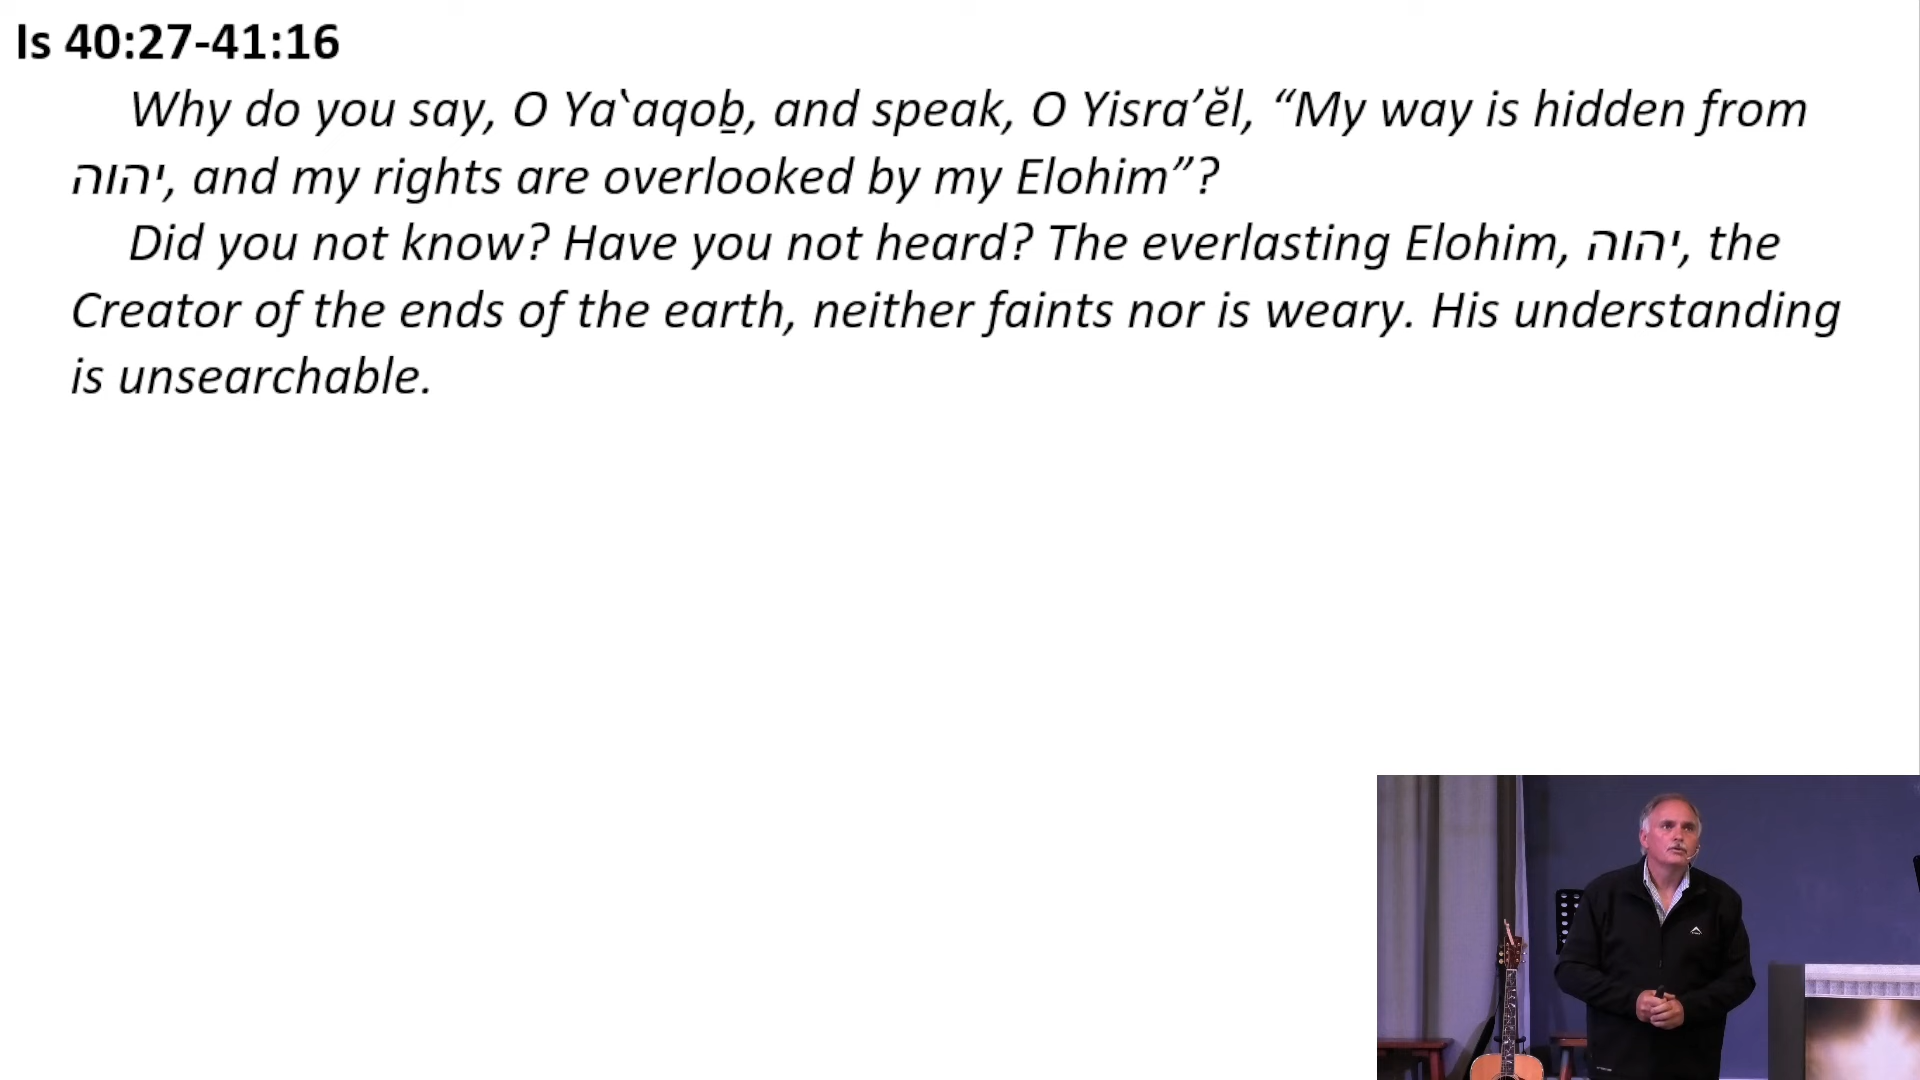 Is 40:27-41:16
Why do you say, O Ya‛aqoḇ, and speak, O Yisra’ĕl, “My way is hidden from
יהוה, and my rights are overlooked by my Elohim”?
Did you not know? Have you not heard? The everlasting Elohim, יהוה, the
Creator of the ends of the earth, neither faints nor is weary. His understanding
is unsearchable.